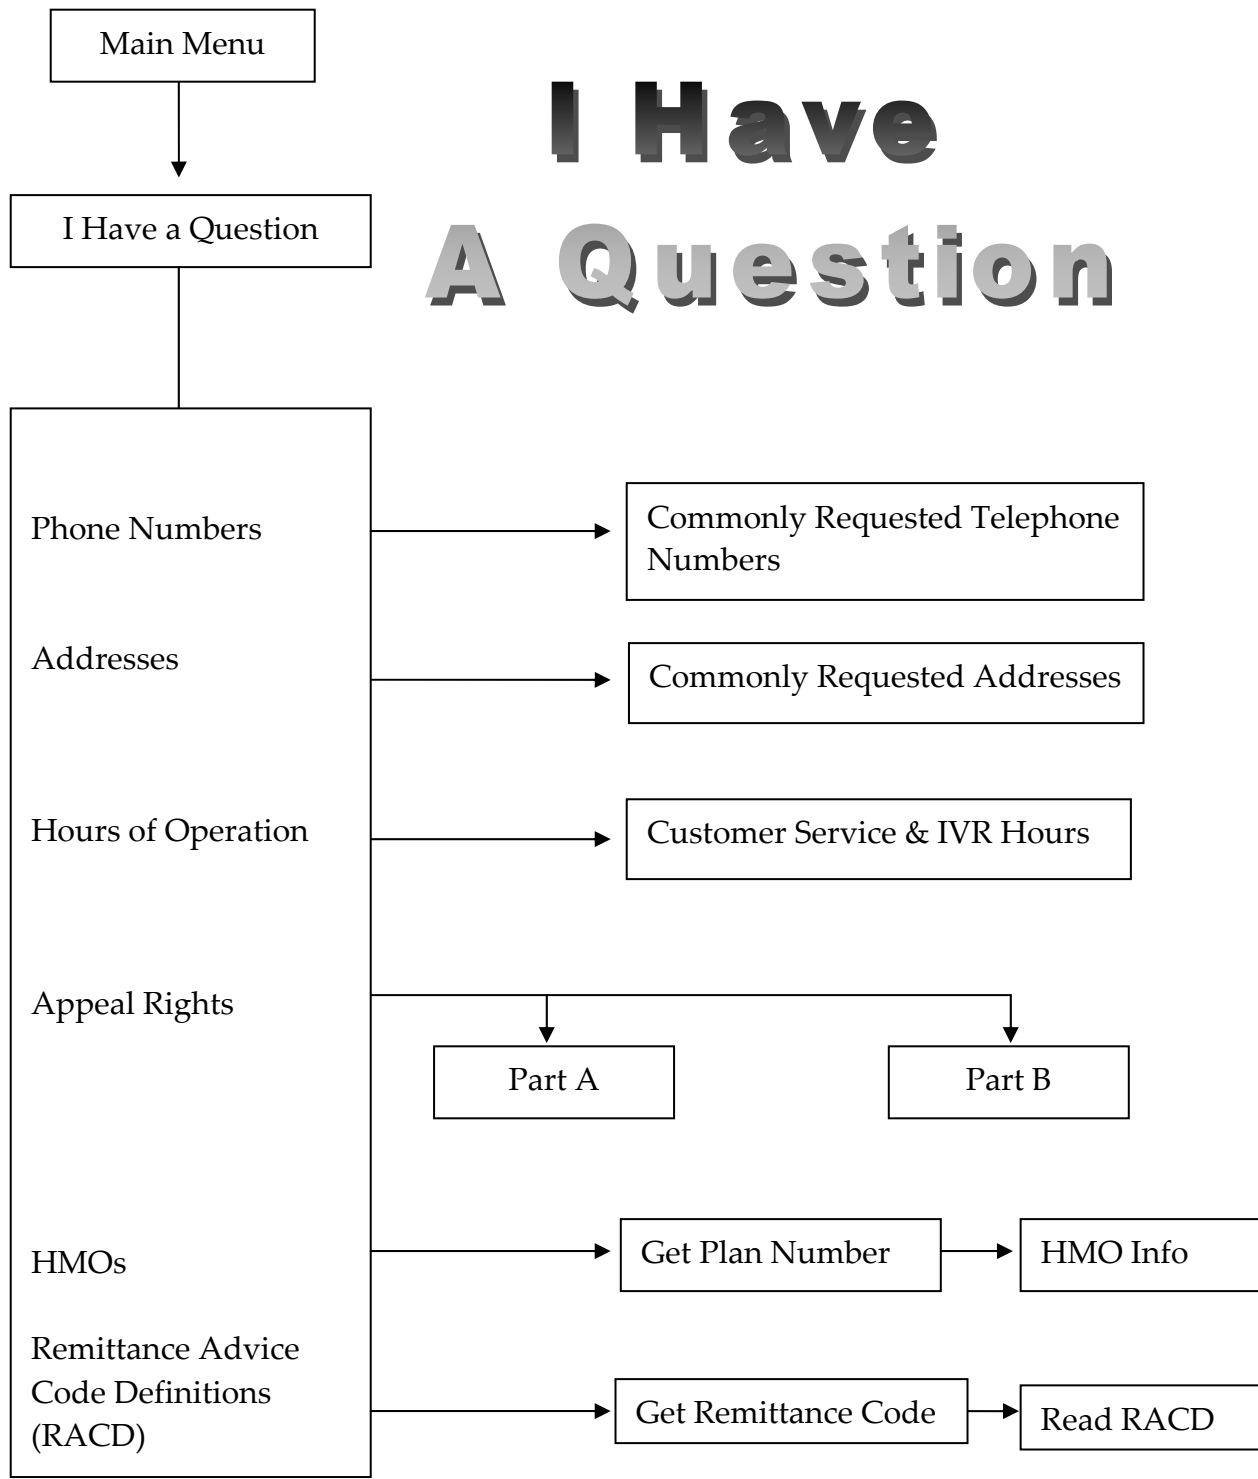 Main Menu
I Have
I Have a Question
A Question
Phone Numbers
Commonly Requested Telephone
Numbers
Addresses
Commonly Requested Addresses
Hours of Operation
Customer Service & IVR Hours
Appeal Rights
Part A
Part B
HMOs
Get Plan Number
HMO Info
Remittance Advice
Code Definitions
(RACD)
Get Remittance Code
Read RACD